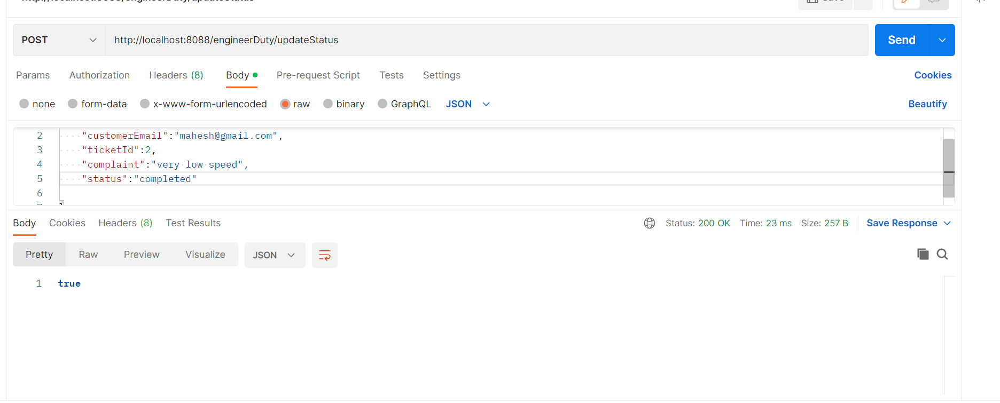 POST http://localhost:8088/engineerDuty/updateStatus Send
Params Authorization Headers (8) Body Pre-request Script Tests Settings Cookies
none form-data x-www-form-urlencoded raw binary GraphQL JSON Beautify
2 "customerEmail":"mahesh@gmail.com",
3 "ticketId":2,
4 "complaint":"very low speed",
5 "status":"completed"
6
Body Cookies Headers (8) Test Results Status: 200 OK Time: 23 ms Size: 257 B Save Response
Pretty Raw Preview Visualize JSON
1 true